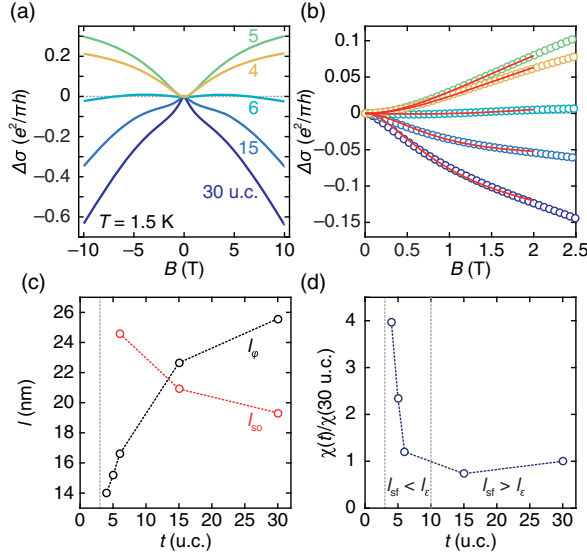 (a)
0.2
0
−0.2
−0.4
−0.6
Δσ (e²/πh)
5
4
6
15
30 u.c.
T = 1.5 K
−10 −5 0 5 10
B (T)
(b)
0.1
0.05
0
−0.05
−0.1
−0.15
Δσ (e²/πh)
0 0.5 1 1.5 2 2.5
B (T)
(c)
26
24
22
20
18
16
14
l (nm)
lφ
lso
0 5 10 15 20 25 30
t (u.c.)
(d)
4
3
2
1
0
χ(t)/χ(30 u.c.)
lsf < lε
lsf > lε
0 5 10 15 20 25 30
t (u.c.)